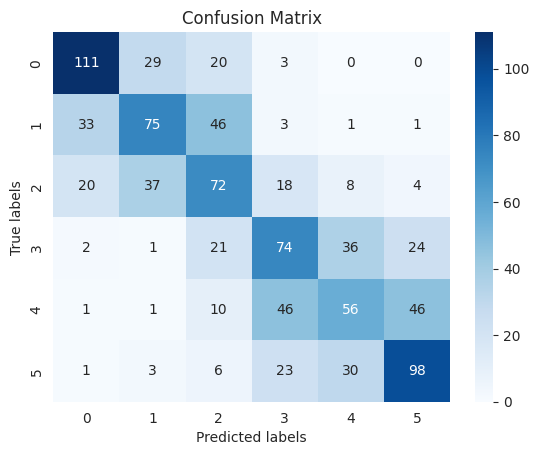 Confusion Matrix
0 111 29 20 3 0 0
1 33 75 46 3 1 1
2 20 37 72 18 8 4
3 2 1 21 74 36 24
4 1 1 10 46 56 46
5 1 3 6 23 30 98
0 1 2 3 4 5
Predicted labels
True labels
100
80
60
40
20
0